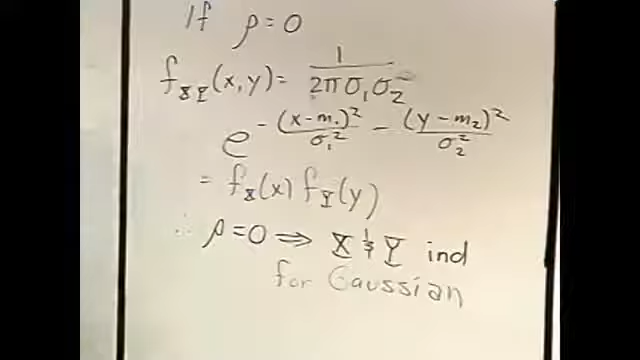 If ρ = 0
f_XY(x,y) = 1/(2πσ₁σ₂)
e^(-(x-m₁)²/σ₁² - (y-m₂)²/σ₂²)
= f_X(x) f_Y(y)
∴ ρ=0 ⇒ X & Y ind
for Gaussian